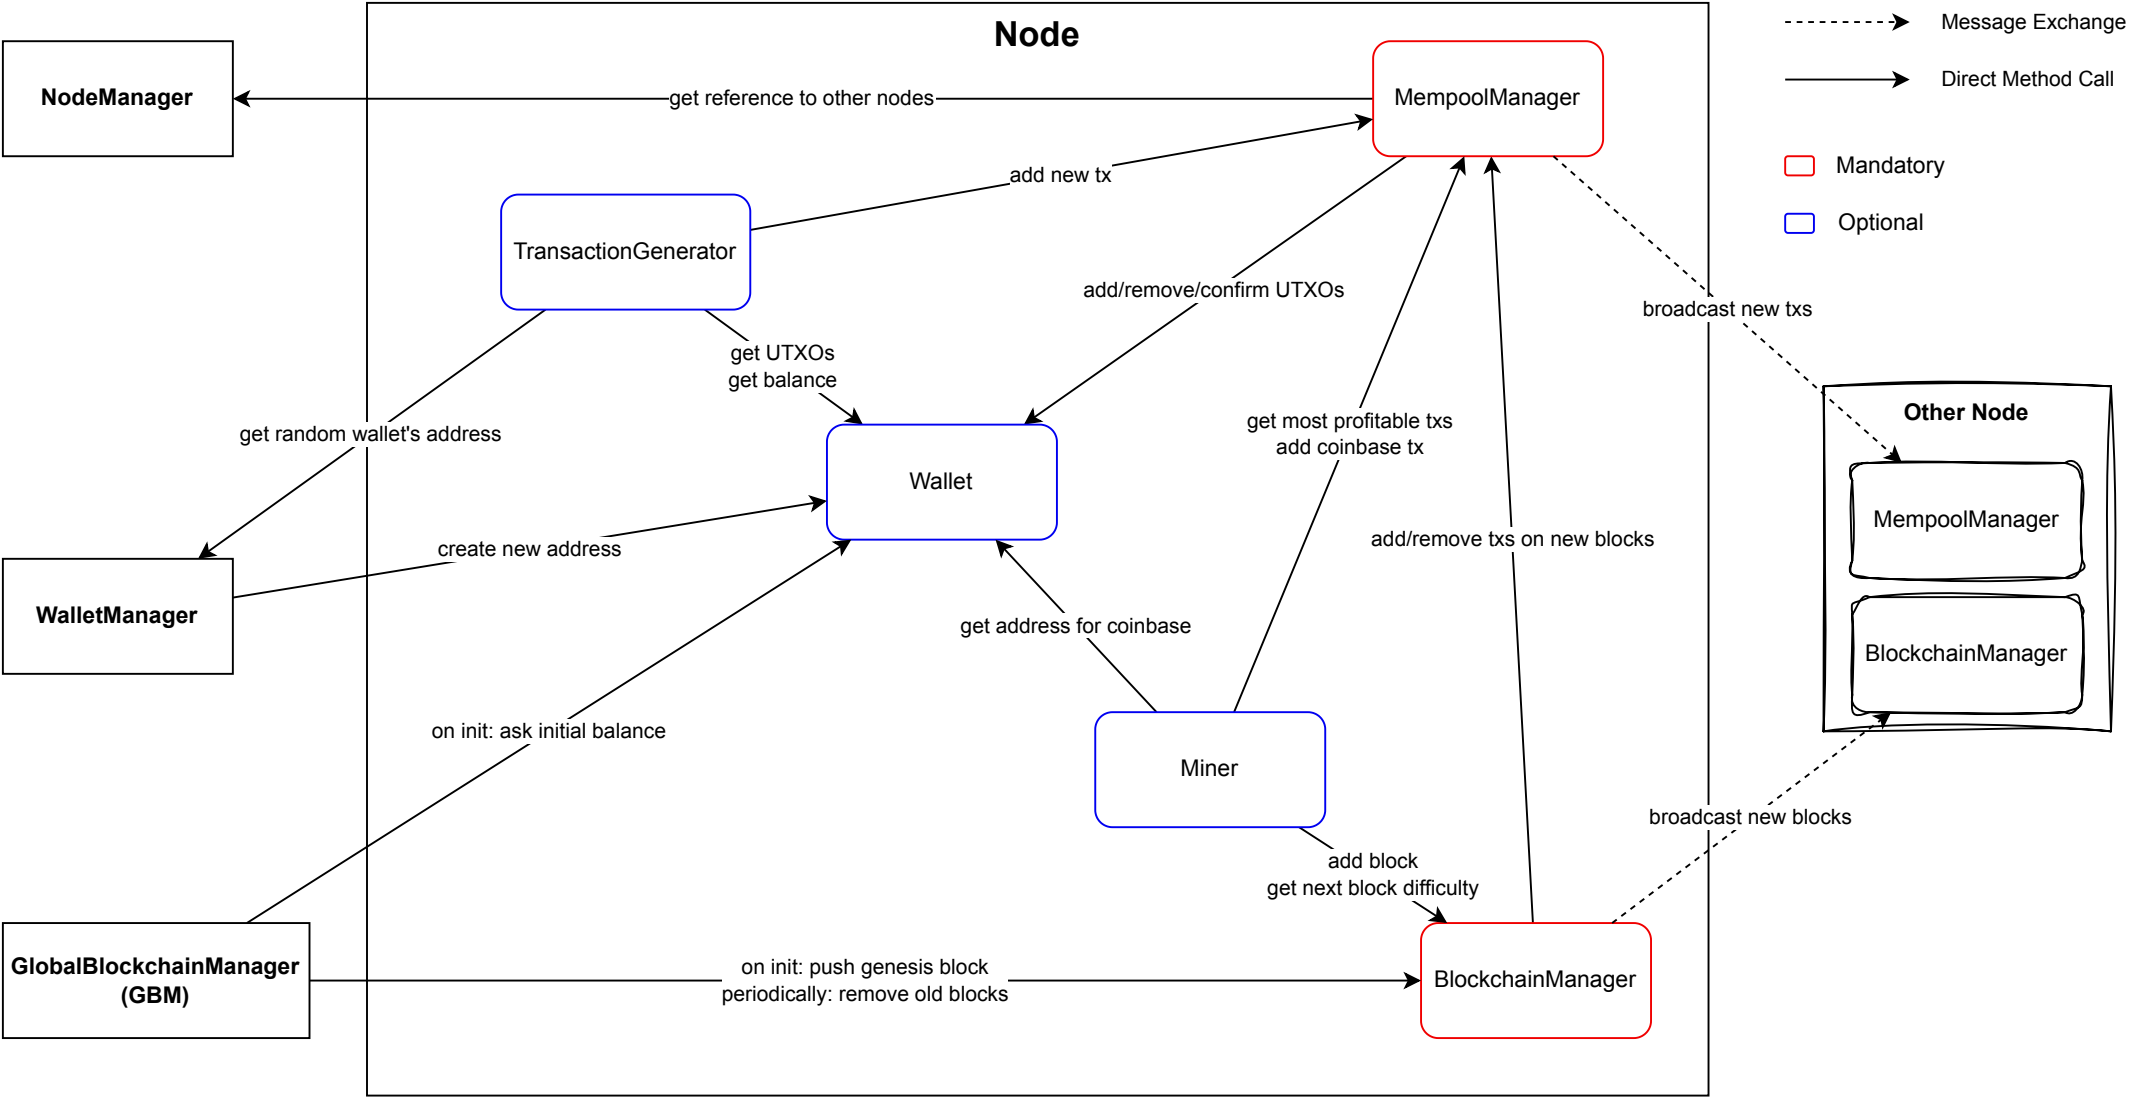 Node
Message Exchange
Direct Method Call
Mandatory
Optional
NodeManager
get reference to other nodes
MempoolManager
add new tx
TransactionGenerator
add/remove/confirm UTXOs
broadcast new txs
get UTXOs
get balance
get random wallet's address
get most profitable txs
add coinbase tx
Other Node
Wallet
MempoolManager
create new address
add/remove txs on new blocks
WalletManager
get address for coinbase
BlockchainManager
on init: ask initial balance
Miner
broadcast new blocks
add block
get next block difficulty
GlobalBlockchainManager
(GBM)
on init: push genesis block
periodically: remove old blocks
BlockchainManager